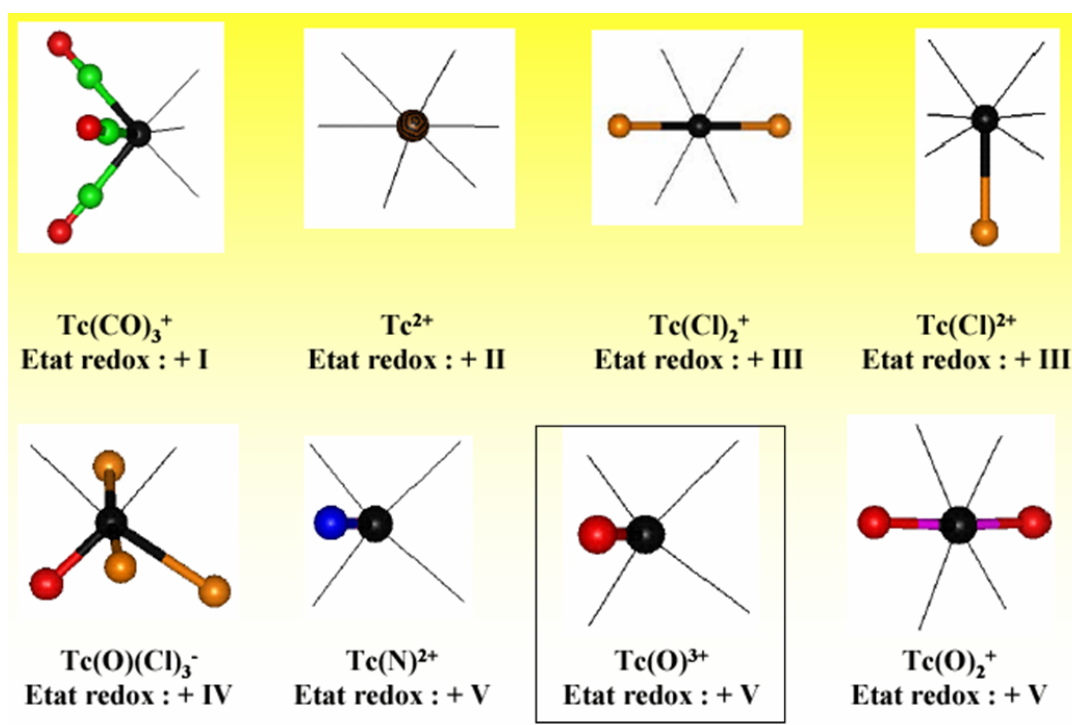 Tc(CO)₃⁺
Etat redox : + I
Tc²⁺
Etat redox : + II
Tc(Cl)₂⁺
Etat redox : + III
Tc(Cl)²⁺
Etat redox : + III
Tc(O)(Cl)₃⁻
Etat redox : + IV
Tc(N)²⁺
Etat redox : + V
Tc(O)³⁺
Etat redox : + V
Tc(O)₂⁺
Etat redox : + V